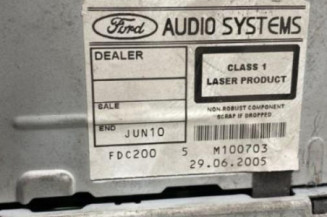 Ford AUDIO SYSTEMS
DEALER
CLASS 1
LASER PRODUCT
SALE
NON ROBUST COMPONENT
SCRAP IF DROPPED
END JUN10
FDC200 5 M100703
29.06.2005